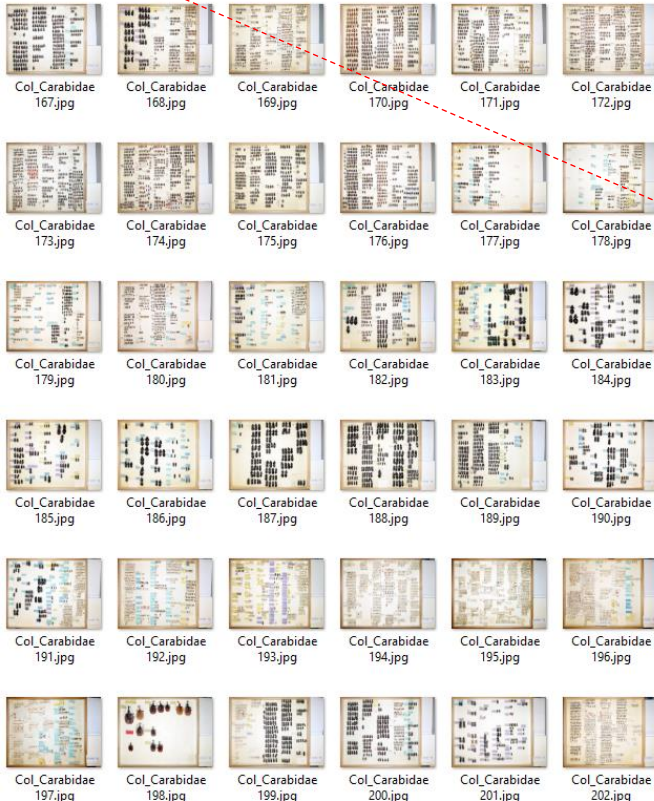 Col_Carabidae
167.jpg
Col_Carabidae
168.jpg
Col_Carabidae
169.jpg
Col_Carabidae
170.jpg
Col_Carabidae
171.jpg
Col_Carabidae
172.jpg
Col_Carabidae
173.jpg
Col_Carabidae
174.jpg
Col_Carabidae
175.jpg
Col_Carabidae
176.jpg
Col_Carabidae
177.jpg
Col_Carabidae
178.jpg
Col_Carabidae
179.jpg
Col_Carabidae
180.jpg
Col_Carabidae
181.jpg
Col_Carabidae
182.jpg
Col_Carabidae
183.jpg
Col_Carabidae
184.jpg
Col_Carabidae
185.jpg
Col_Carabidae
186.jpg
Col_Carabidae
187.jpg
Col_Carabidae
188.jpg
Col_Carabidae
189.jpg
Col_Carabidae
190.jpg
Col_Carabidae
191.jpg
Col_Carabidae
192.jpg
Col_Carabidae
193.jpg
Col_Carabidae
194.jpg
Col_Carabidae
195.jpg
Col_Carabidae
196.jpg
Col_Carabidae
197.jpg
Col_Carabidae
198.jpg
Col_Carabidae
199.jpg
Col_Carabidae
200.jpg
Col_Carabidae
201.jpg
Col_Carabidae
202.jpg